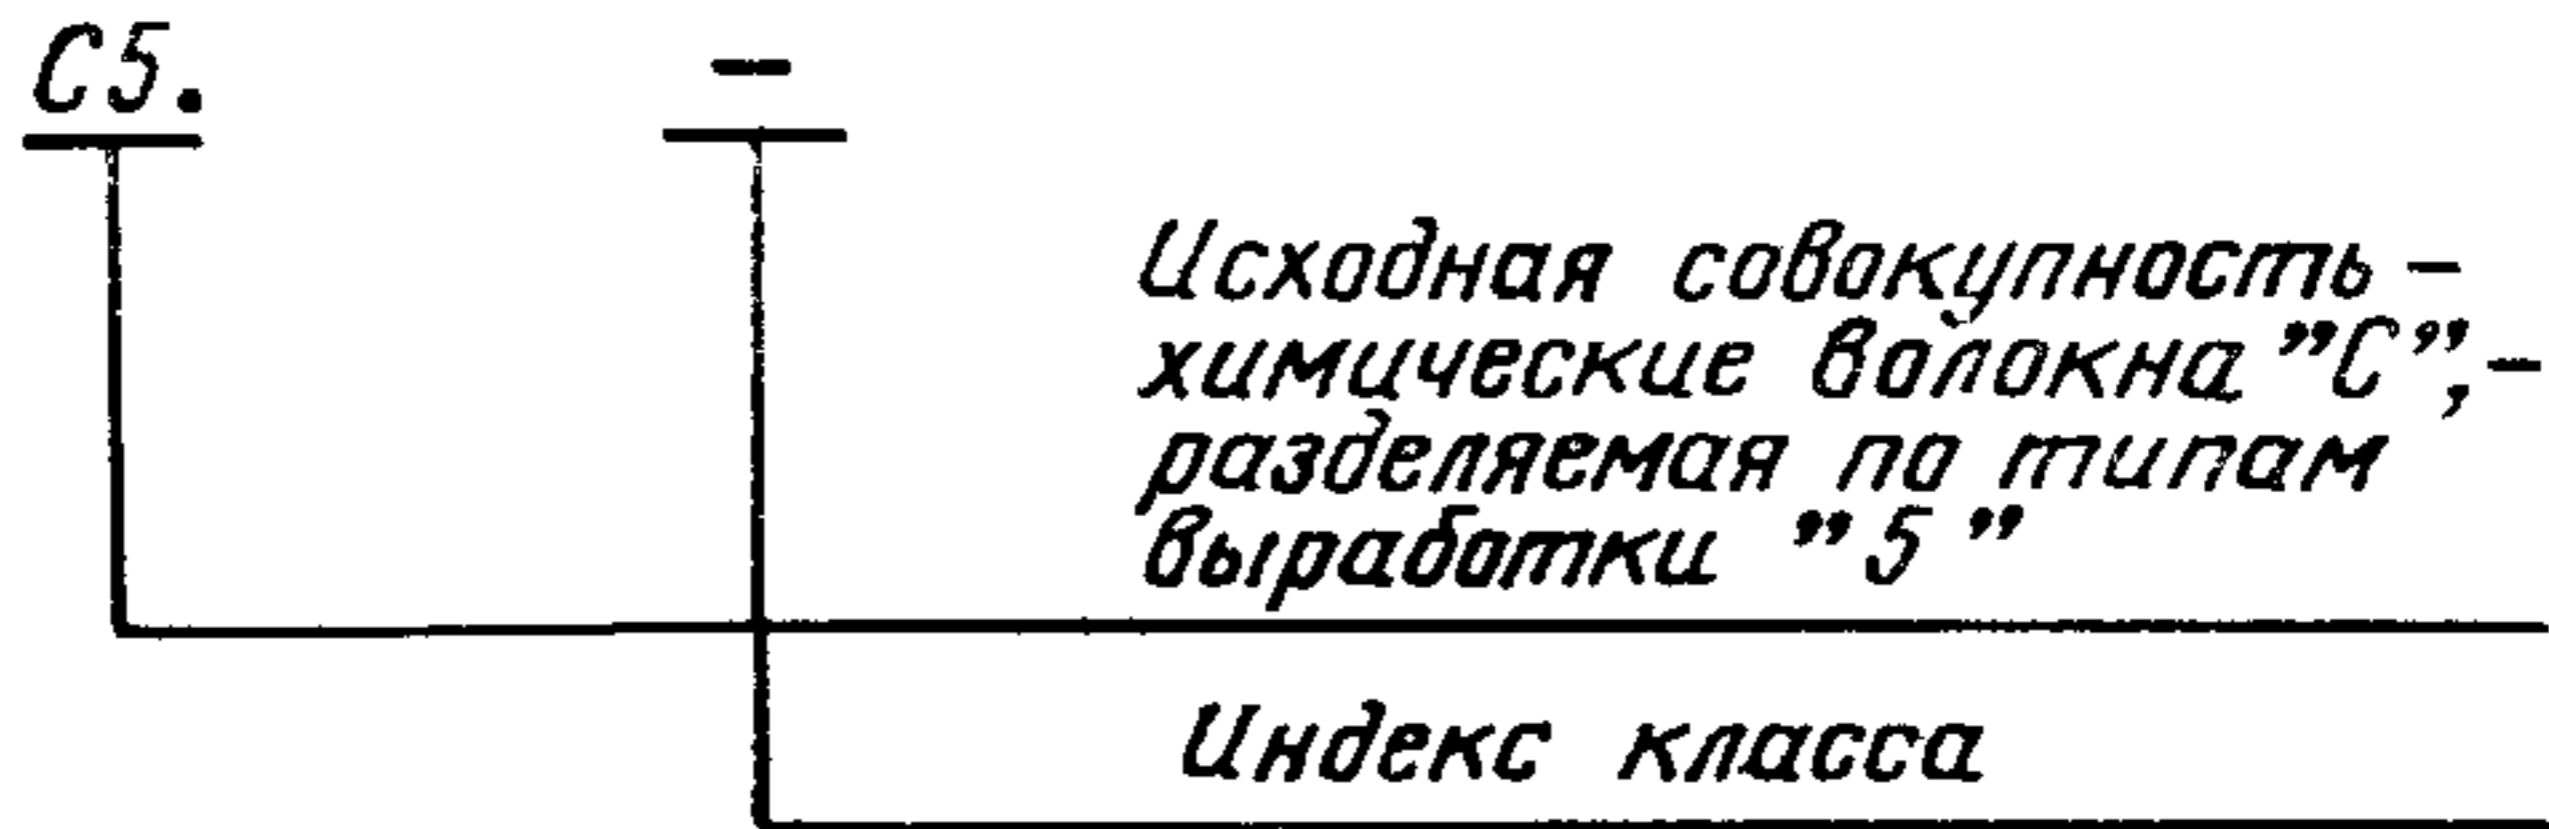 С5. –
Исходная совокупность –
химические волокна "С", –
разделяемая по типам
выработки "5"
Индекс класса